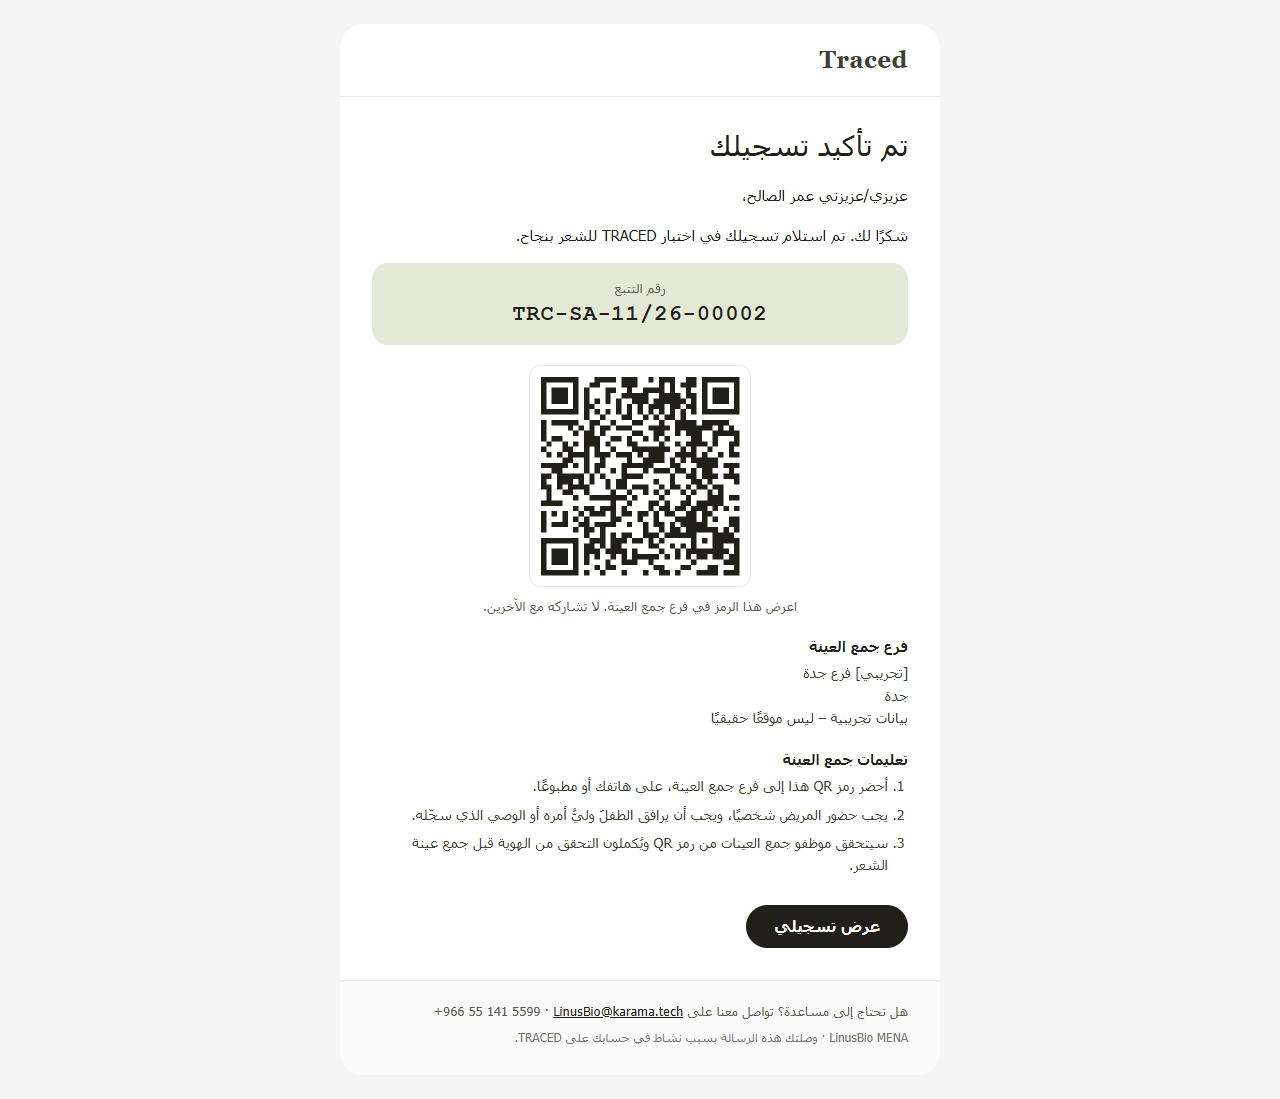 Traced
تم تأكيد تسجيلك
عزيزي/عزيزتي عمر الصالح،
شكرًا لك. تم استلام تسجيلك في اختبار TRACED للشعر بنجاح.
رقم التتبع
TRC-SA-11/26-00002
اعرض هذا الرمز في فرع جمع العينة. لا تشاركه مع الآخرين.
فرع جمع العينة
[تجريبي] فرع جدة
جدة
بيانات تجريبية – ليس موقعًا حقيقيًا
تعليمات جمع العينة
1. أحضر رمز QR هذا إلى فرع جمع العينة، على هاتفك أو مطبوعًا.
2. يجب حضور المريض شخصيًا، ويجب أن يرافق الطفلَ وليُّ أمره أو الوصي الذي سجّله.
3. سيتحقق موظفو جمع العينات من رمز QR ويُكملون التحقق من الهوية قبل جمع عينة
الشعر.
عرض تسجيلي
هل تحتاج إلى مساعدة؟ تواصل معنا على LinusBio@karama.tech · +966 55 141 5599
LinusBio MENA · وصلتك هذه الرسالة بسبب نشاط في حسابك على TRACED.